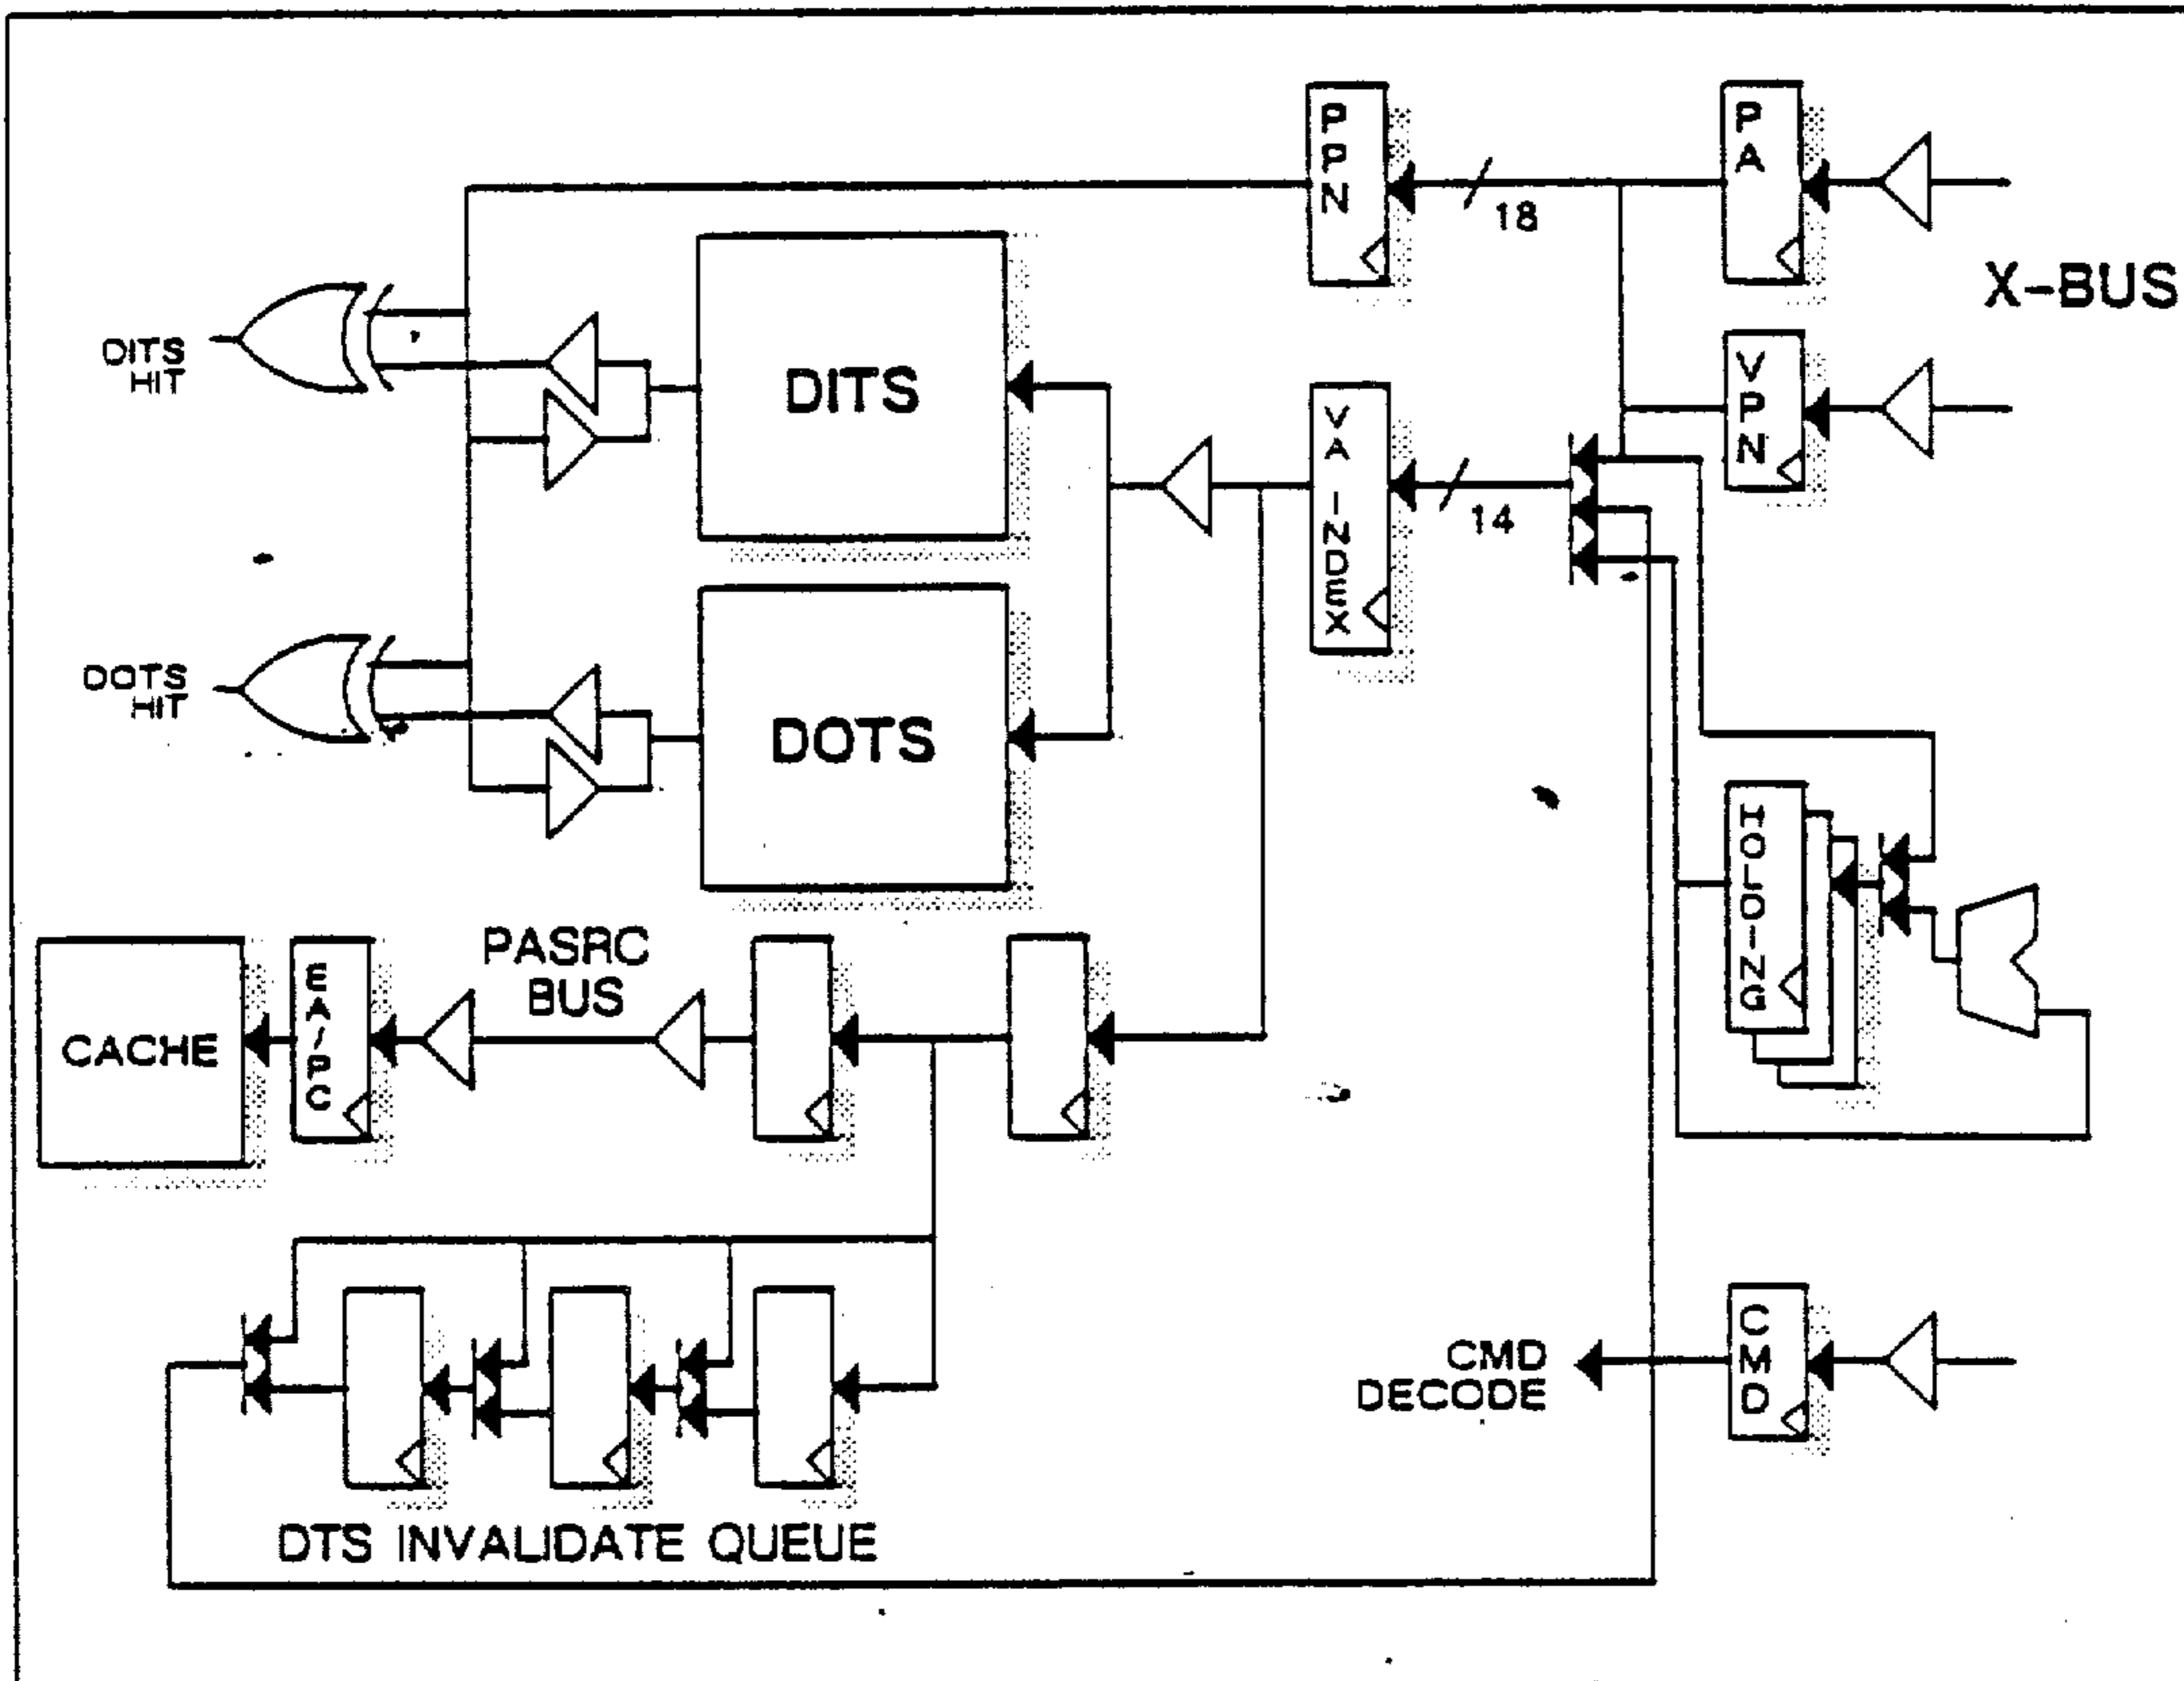 PPN
PA
18
X-BUS
DITS
HIT
DITS
VA INDEX
VPN
14
DOTS
HIT
DOTS
HOLDING
PASRC
BUS
CACHE
EA/PC
CMD
DECODE
CMD
DTS INVALIDATE QUEUE